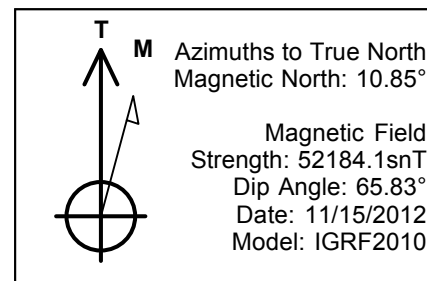 T
M
Azimuths to True North
Magnetic North: 10.85°
Magnetic Field
Strength: 52184.1snT
Dip Angle: 65.83°
Date: 11/15/2012
Model: IGRF2010